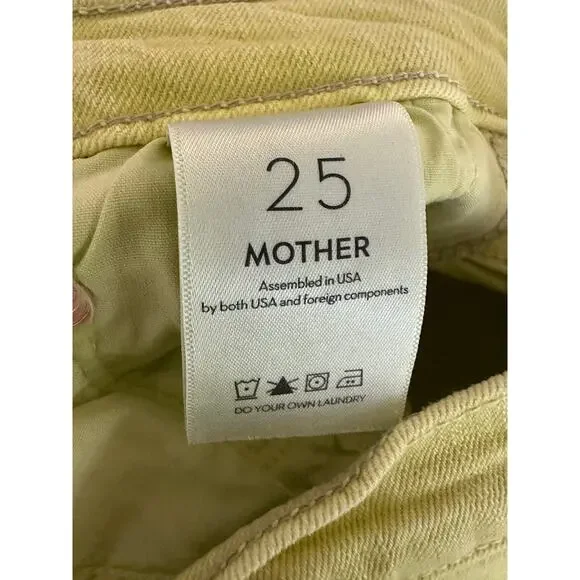 25
MOTHER
Assembled in USA
by both USA and foreign components
DO YOUR OWN LAUNDRY